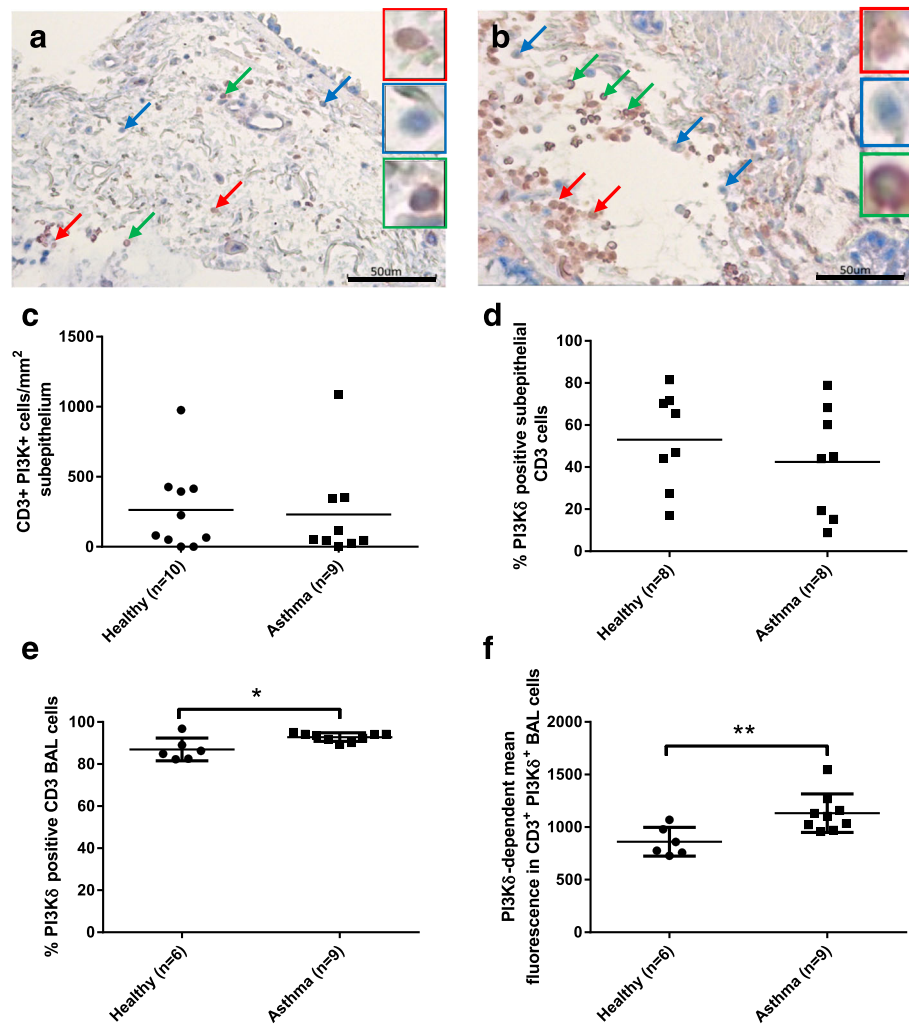 a
50um
b
50um
c
CD3+ PI3K+ cells/mm²
subepithelium
1500
1000
500
0
Healthy (n=10)
Asthma (n=9)
d
% PI3Kδ positive subepithelial
CD3 cells
100
80
60
40
20
0
Healthy (n=8)
Asthma (n=8)
e
% PI3Kδ positive CD3 BAL cells
100
80
60
40
20
0
*
Healthy (n=6)
Asthma (n=9)
f
PI3Kδ-dependent mean
fluorescence in CD3⁺ PI3Kδ⁺ BAL cells
2000
1500
1000
500
0
**
Healthy (n=6)
Asthma (n=9)